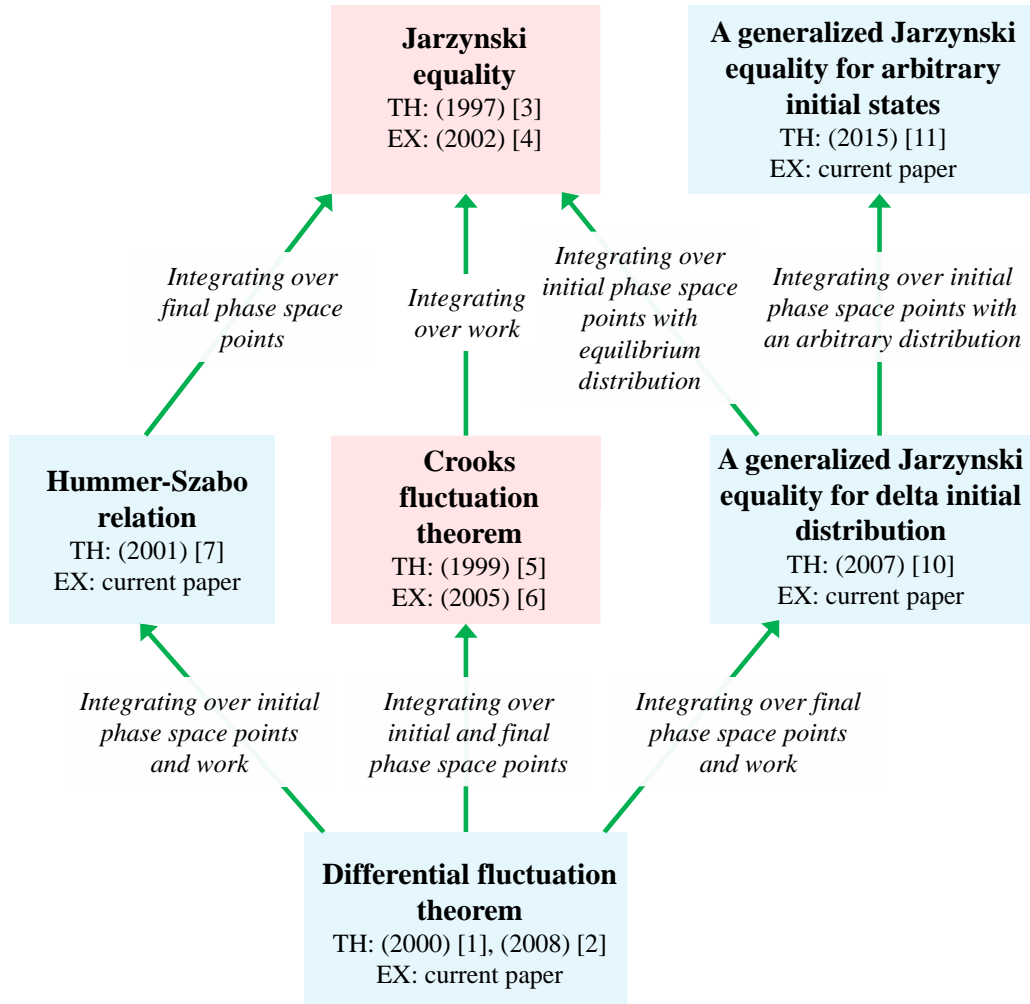 Jarzynski
equality
TH: (1997) [3]
EX: (2002) [4]
A generalized Jarzynski
equality for arbitrary
initial states
TH: (2015) [11]
EX: current paper
Integrating over
final phase space
points
Integrating
over work
Integrating over
initial phase space
points with
equilibrium
distribution
Integrating over initial
phase space points with
an arbitrary distribution
Hummer-Szabo
relation
TH: (2001) [7]
EX: current paper
Crooks
fluctuation
theorem
TH: (1999) [5]
EX: (2005) [6]
A generalized Jarzynski
equality for delta initial
distribution
TH: (2007) [10]
EX: current paper
Integrating over initial
phase space points
and work
Integrating over
initial and final
phase space points
Integrating over final
phase space points
and work
Differential fluctuation
theorem
TH: (2000) [1], (2008) [2]
EX: current paper